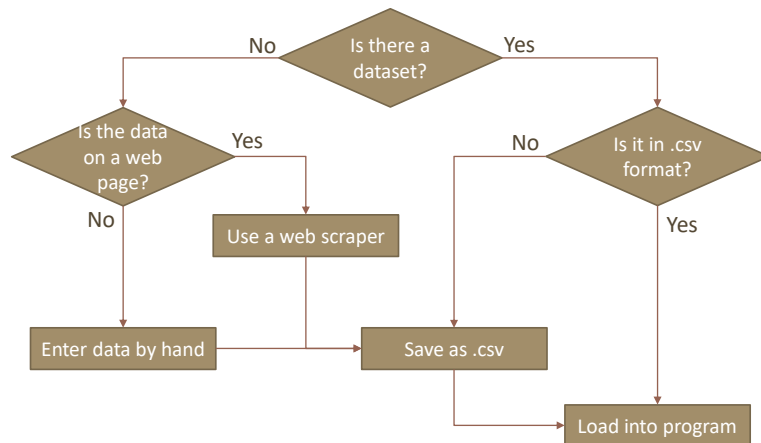 Is there a
dataset?
No
Yes
Is the data
on a web
page?
Yes
No
Is it in .csv
format?
No
Yes
Use a web scraper
Enter data by hand
Save as .csv
Load into program